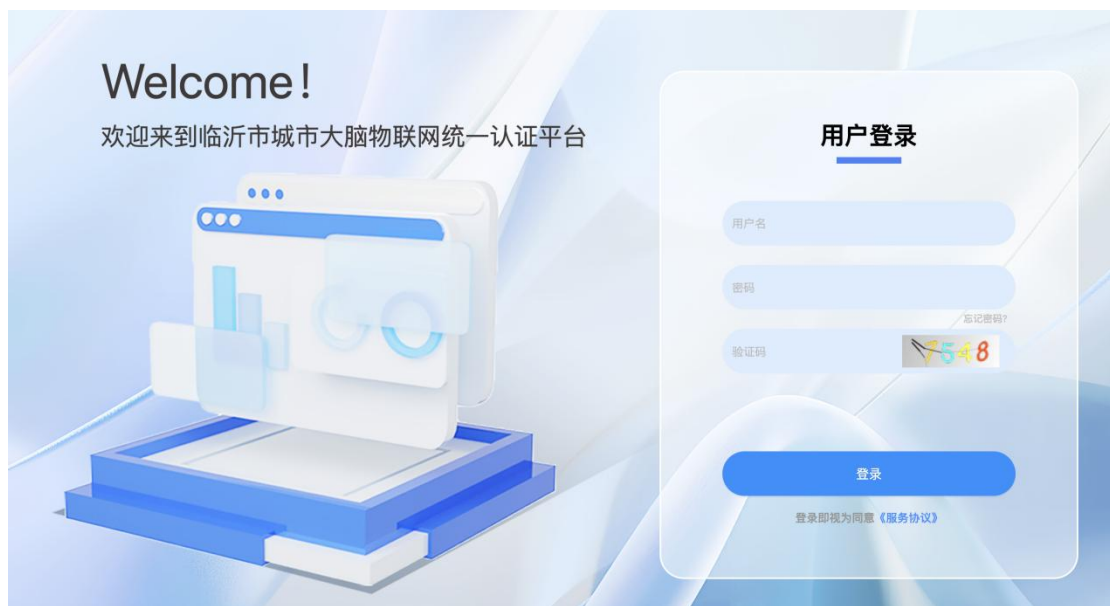 Welcome!
欢迎来到临沂市城市大脑物联网统一认证平台
用户登录
用户名
密码
忘记密码?
验证码
登录
登录即视为同意《服务协议》